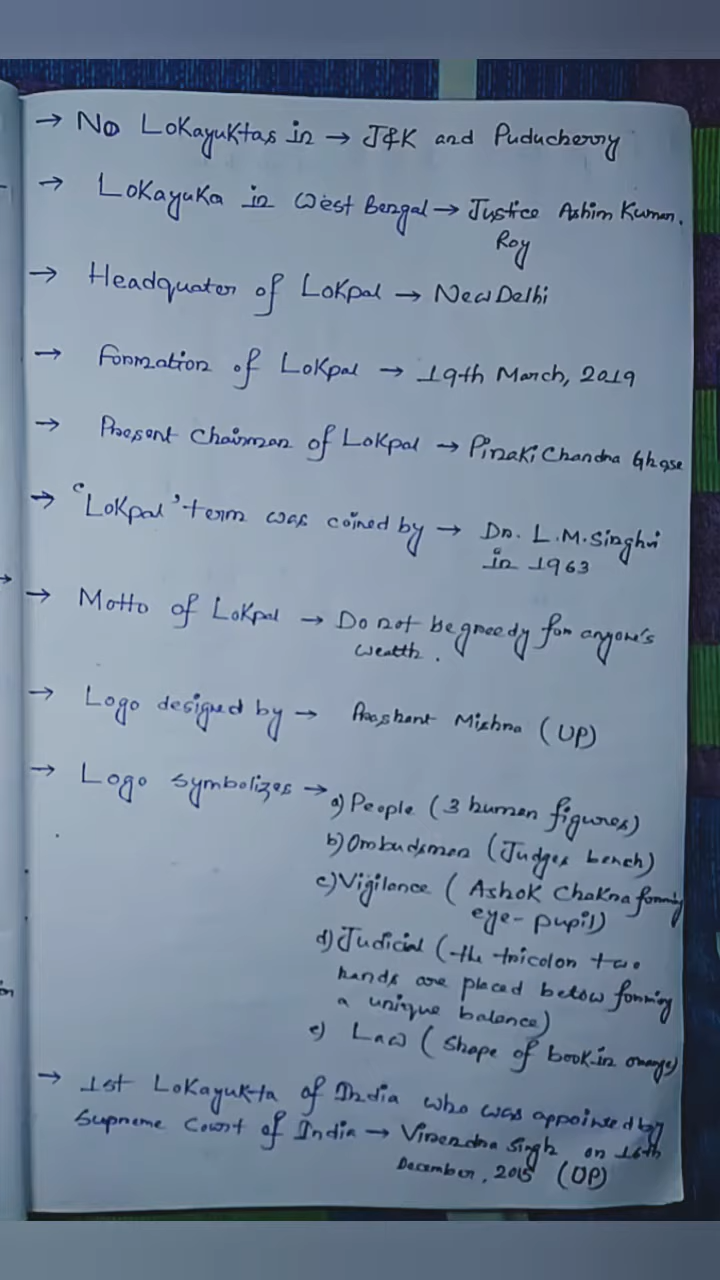 → No Lokayuktas in → J&K and Puducherry
→ Lokayuka in West Bengal → Justice Ashim Kumar.
Roy
→ Headquater of Lokpal → New Delhi
→ Formation of Lokpal → 19th March, 2019
→ Present Chairman of Lokpal → Pinaki Chandra Ghose
→ 'Lokpal' term was coined by → Dr. L.M. Singhvi
in 1963
→ Motto of Lokpal → Do not be greedy for anyone's
wealth.
→ Logo designed by → Prashant Mishra (UP)
→ Logo symbolizes → a) People (3 human figures)
b) Ombudsman (Judges bench)
c) Vigilance (Ashok Chakra forming
eye-pupil)
d) Judicial (the tricolor two
hands are placed below forming
a unique balance)
e) Law (Shape of book in orange)
→ 1st Lokayukta of India who was appointed by
Supreme Court of India → Virendra Singh on 16th
December, 2015 (UP)